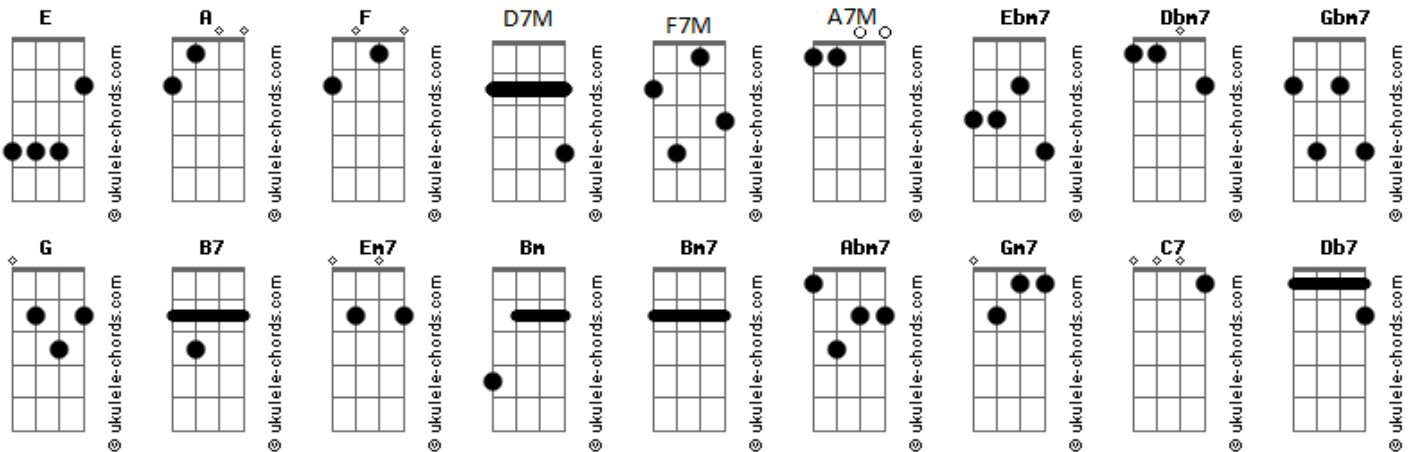 E A F D7M F7M A7M Ebm7 Dbm7 Gbm7
© ukulele-chords.com © ukulele-chords.com © ukulele-chords.com © ukulele-chords.com © ukulele-chords.com © ukulele-chords.com © ukulele-chords.com © ukulele-chords.com © ukulele-chords.com
G B7 Em7 Bm Bm7 Abm7 Gm7 C7 Db7
© ukulele-chords.com © ukulele-chords.com © ukulele-chords.com © ukulele-chords.com © ukulele-chords.com © ukulele-chords.com © ukulele-chords.com © ukulele-chords.com © ukulele-chords.com